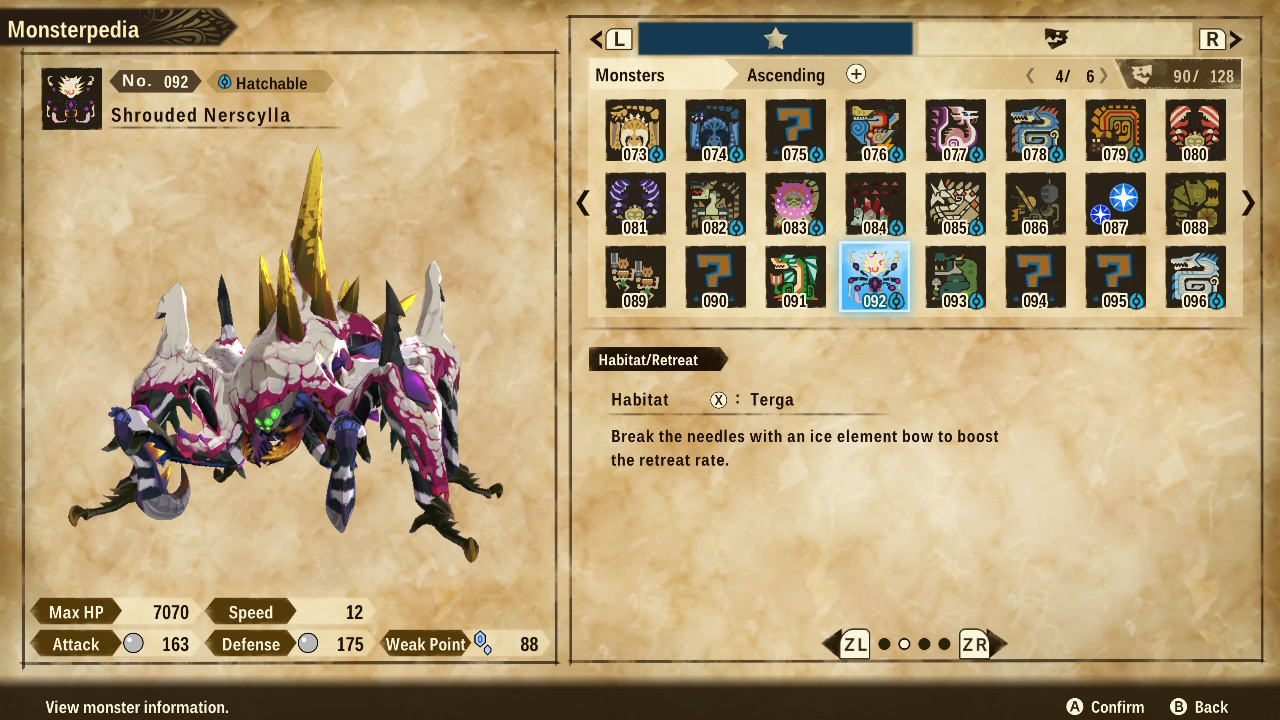 Monsterpedia
No. 092
Hatchable
Shrouded Nerscylla
Max HP 7070
Speed 12
Attack 163
Defense 175
Weak Point 88
L
R
Monsters
Ascending
4/ 6
90/ 128
073 074 075 076 077 078 079 080
081 082 083 084 085 086 087 088
089 090 091 092 093 094 095 096
Habitat/Retreat
Habitat X : Terga
Break the needles with an ice element bow to boost
the retreat rate.
ZL ZR
View monster information.
A Confirm B Back